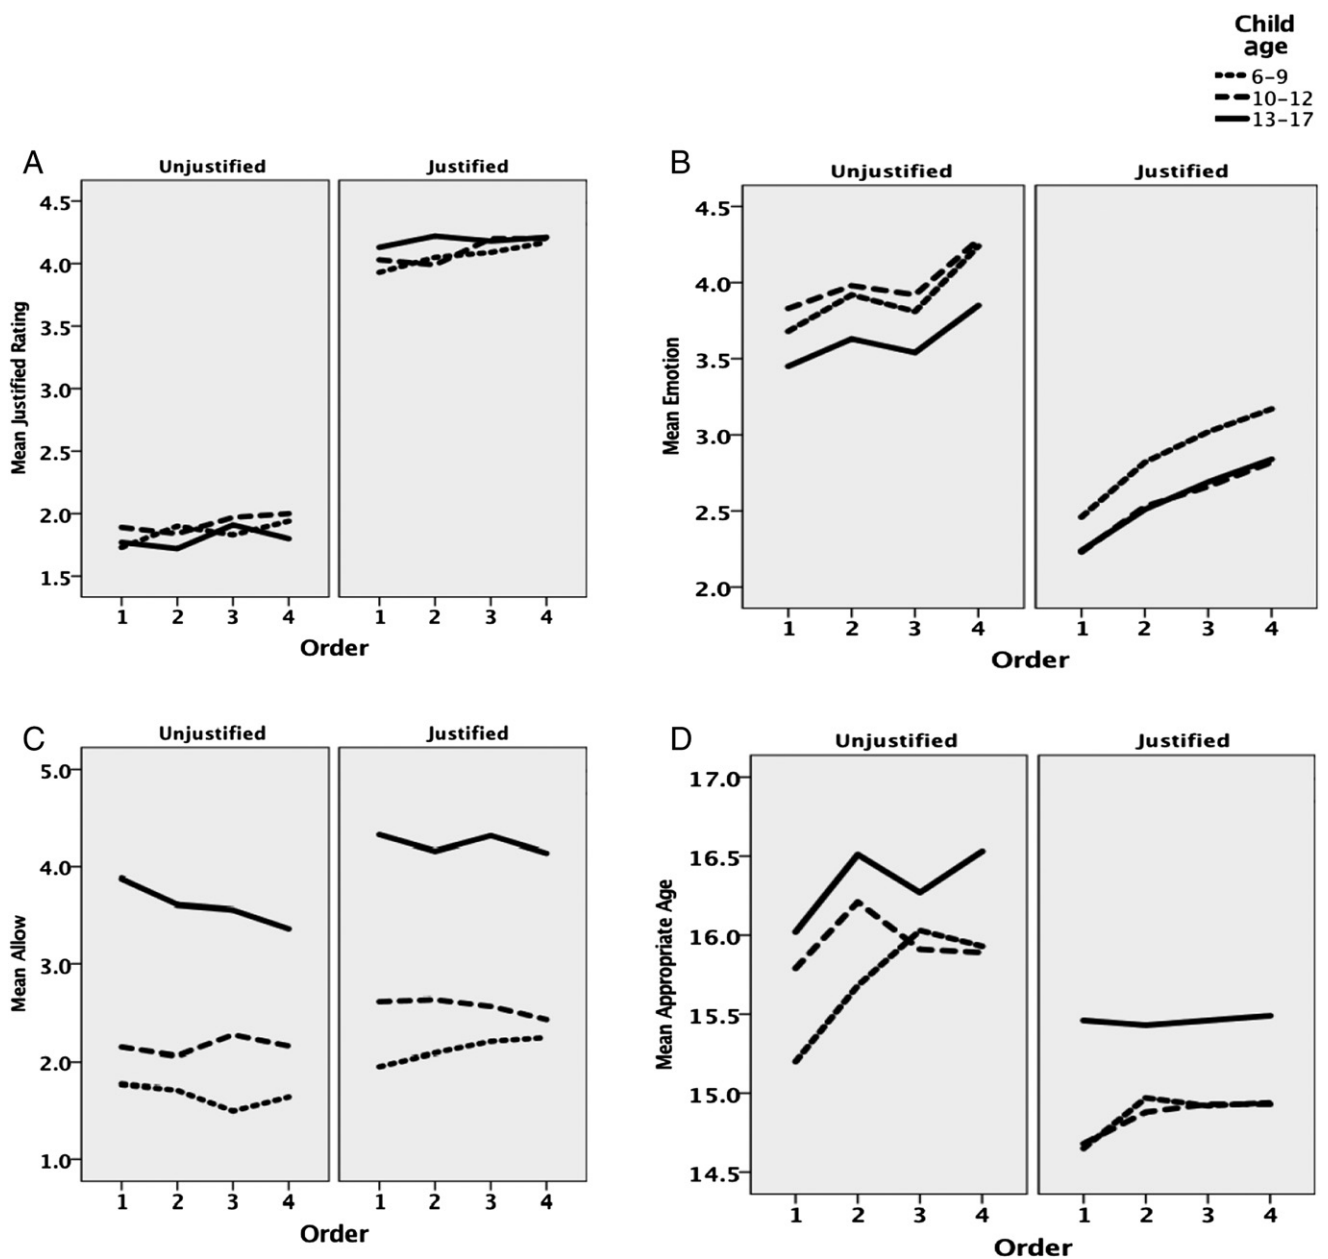 Child
age
6–9
10–12
13–17
A
Unjustified
Justified
4.5
4.0
3.5
3.0
2.5
2.0
1.5
Mean Justified Rating
1 2 3 4
1 2 3 4
Order
B
Unjustified
Justified
4.5
4.0
3.5
3.0
2.5
2.0
Mean Emotion
1 2 3 4
1 2 3 4
Order
C
Unjustified
Justified
5.0
4.0
3.0
2.0
1.0
Mean Allow
1 2 3 4
1 2 3 4
Order
D
Unjustified
Justified
17.0
16.5
16.0
15.5
15.0
14.5
Mean Appropriate Age
1 2 3 4
1 2 3 4
Order